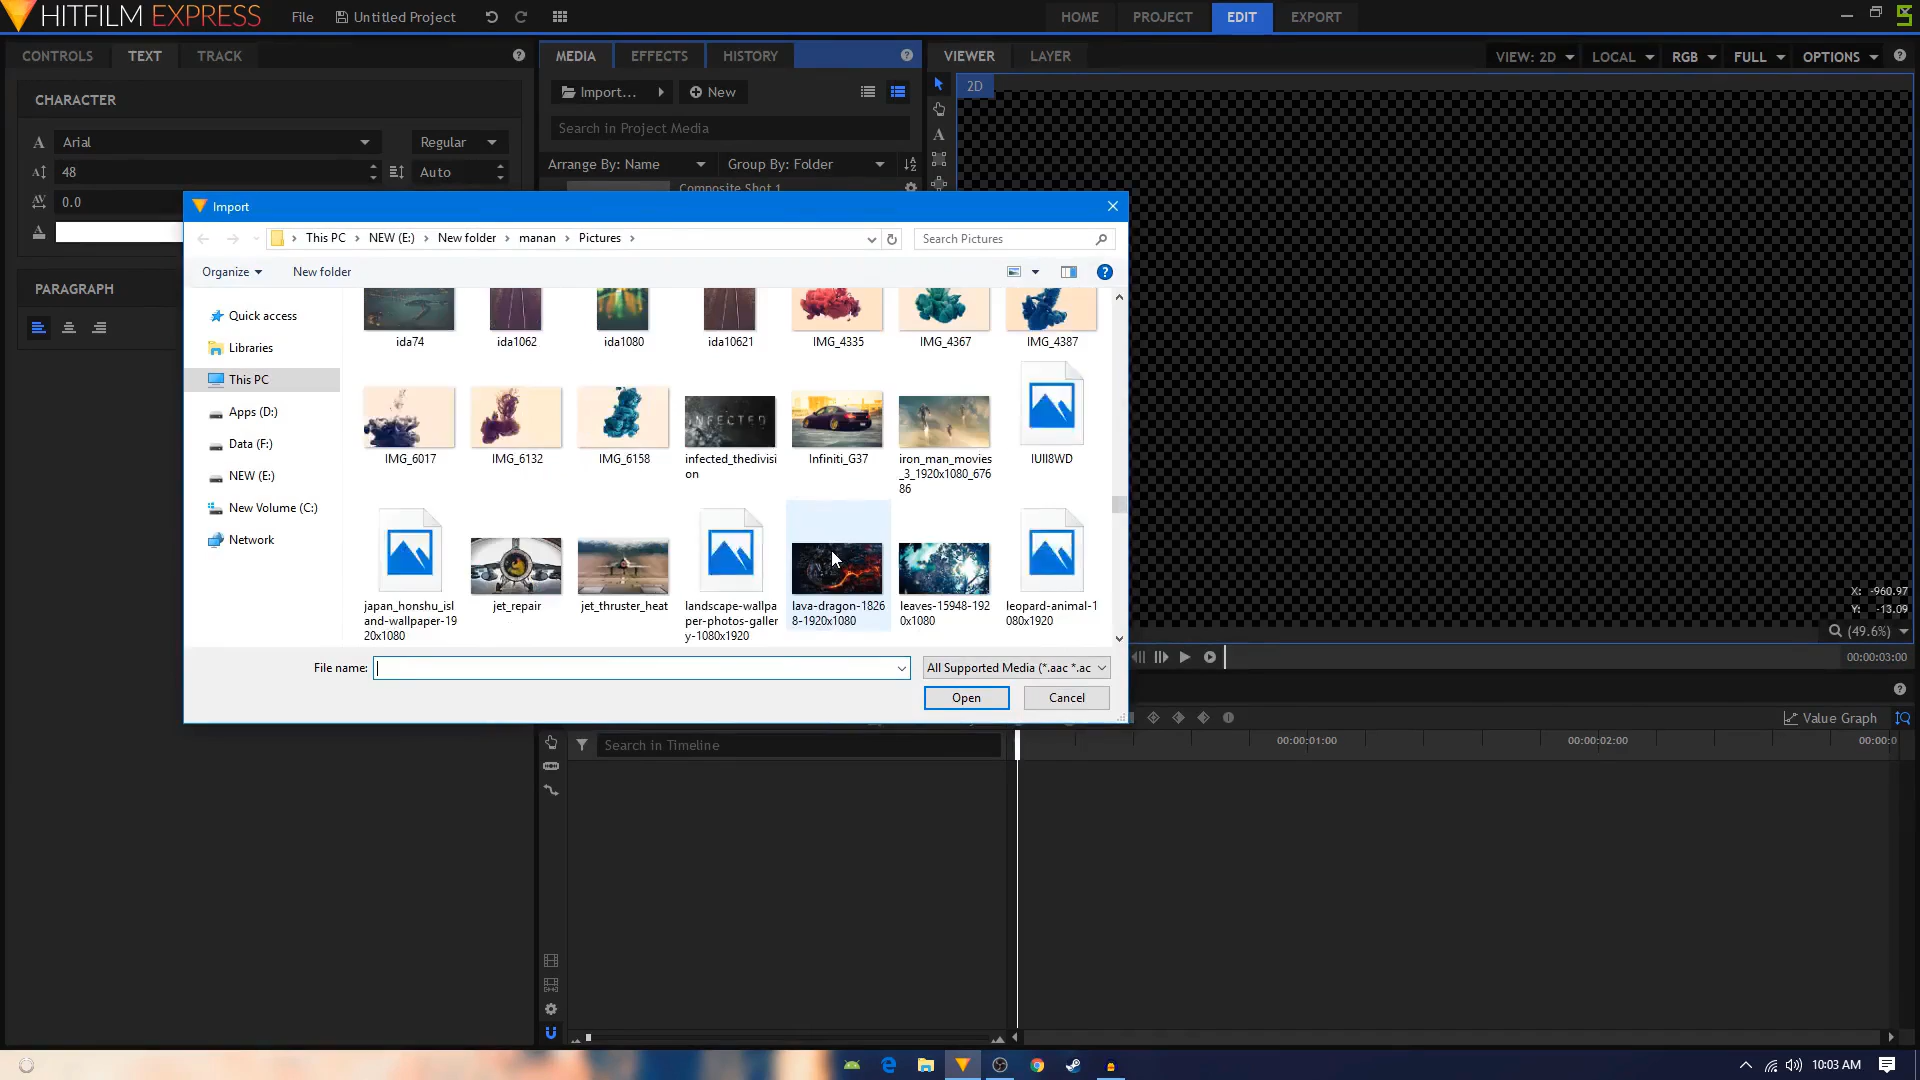 HITFILM EXPRESS
File
Untitled Project
HOME
PROJECT
EDIT
EXPORT
CONTROLS
TEXT
TRACK
MEDIA
EFFECTS
HISTORY
VIEWER
LAYER
VIEW: 2D
LOCAL
RGB
FULL
OPTIONS
CHARACTER
Arial
Regular
48
Auto
0.0
PARAGRAPH
Import...
New
Search in Project Media
Arrange By: Name
Group By: Folder
Composite Shot 1
2D
Import
This PC
NEW (E:)
New folder
manan
Pictures
Search Pictures
Organize
New folder
Quick access
Libraries
This PC
Apps (D:)
Data (F:)
NEW (E:)
New Volume (C:)
Network
ida74
ida1062
ida1080
ida10621
IMG_4335
IMG_4367
IMG_4387
IMG_6017
IMG_6132
IMG_6158
INFECTED
infected_thedivisi
on
Infiniti_G37
iron_man_movies
_3_1920x1080_676
86
IUII8WD
japan_honshu_isl
and-wallpaper-19
20x1080
jet_repair
jet_thruster_heat
landscape-wallpa
per-photos-galler
y-1080x1920
lava-dragon-1826
8-1920x1080
leaves-15948-192
0x1080
leopard-animal-1
080x1920
File name:
All Supported Media (*.aac *.ac
Open
Cancel
X: -960.97
Y: -13.09
(49.6%)
00:00:03:00
Value Graph
Search in Timeline
00:00:01:00
00:00:02:00
00:00:0
10:03 AM